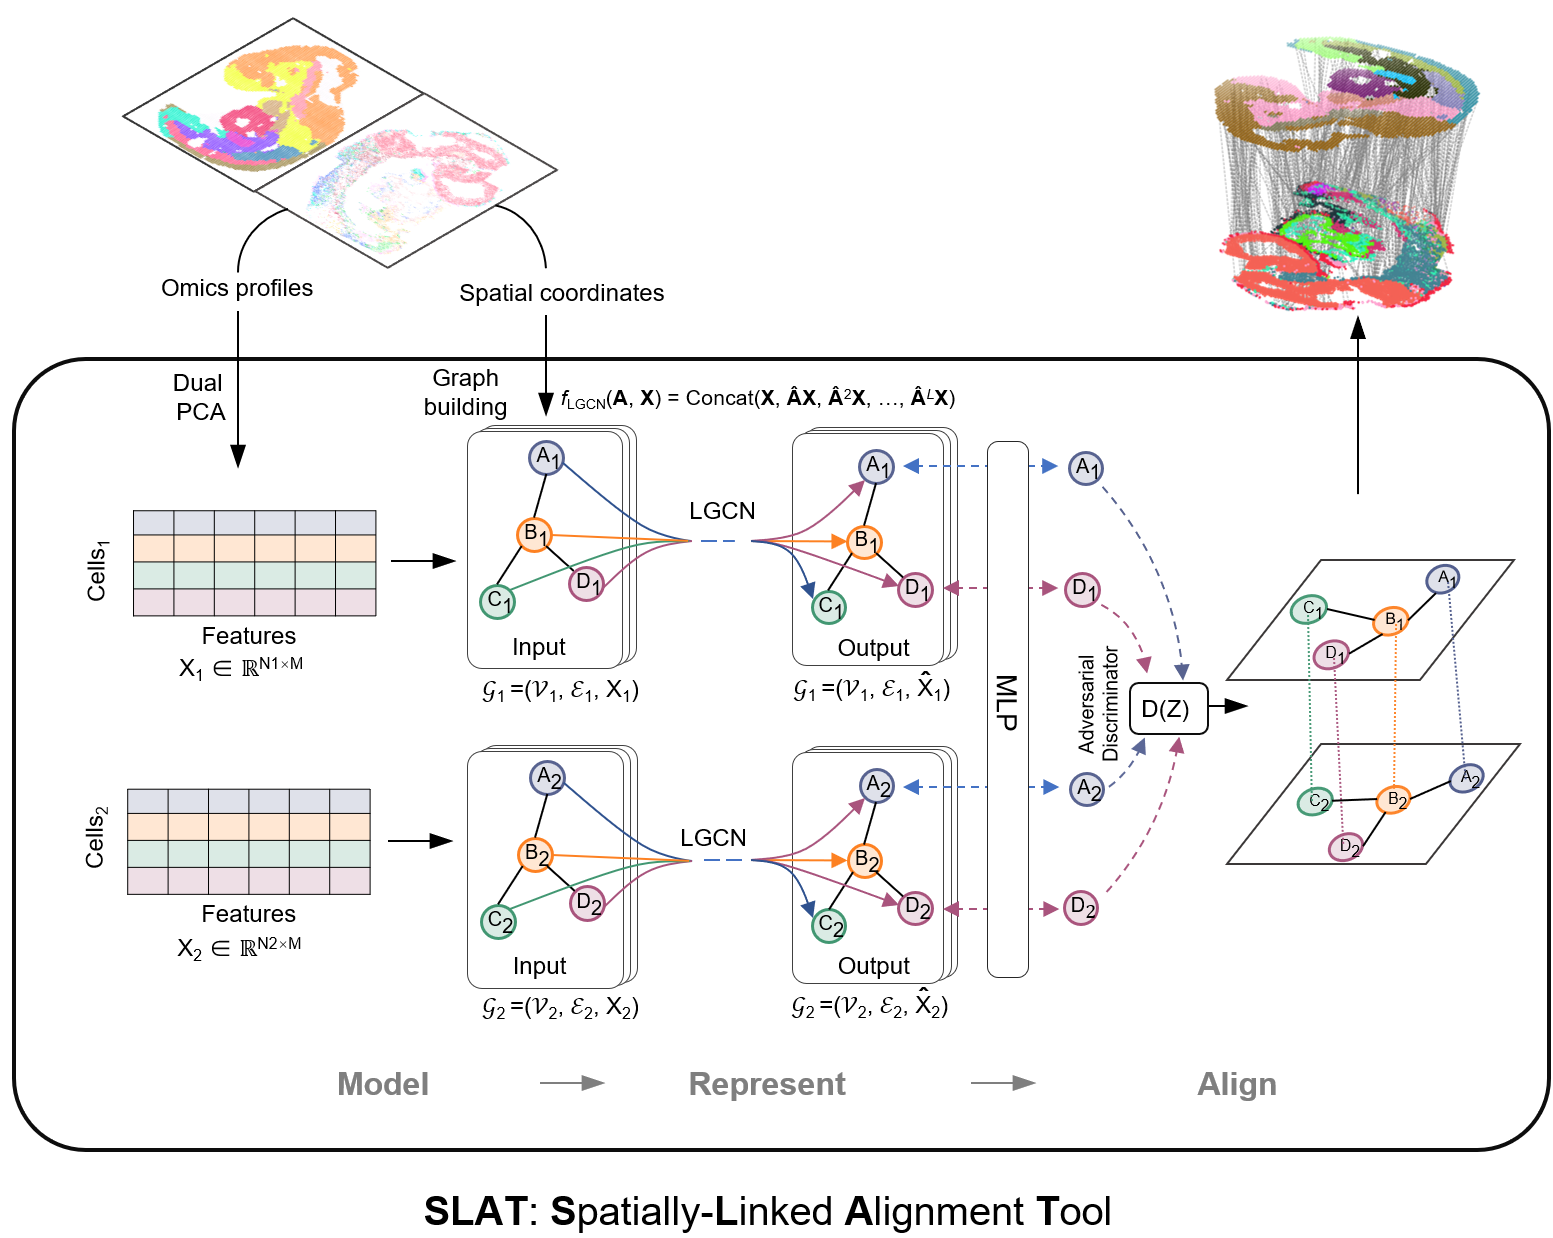 Omics profiles
Spatial coordinates
Dual
PCA
Graph
building
f_LGCN(A, X) = Concat(X, ÂX, Â²X, …, Â^L X)
Cells₁
Features
X₁ ∈ ℝ^N1×M
A₁
B₁
C₁
D₁
Input
𝒢₁=(𝒱₁, ℰ₁, X₁)
LGCN
A₁
B₁
C₁
D₁
Output
𝒢₁=(𝒱₁, ℰ₁, X̂₁)
MLP
A₁
D₁
Adversarial
Discriminator
D(Z)
A₂
D₂
A₁
C₁
B₁
D₁
A₂
C₂
B₂
D₂
Cells₂
Features
X₂ ∈ ℝ^N2×M
A₂
B₂
C₂
D₂
Input
𝒢₂=(𝒱₂, ℰ₂, X₂)
LGCN
A₂
B₂
C₂
D₂
Output
𝒢₂=(𝒱₂, ℰ₂, X̂₂)
Model
Represent
Align
SLAT: Spatially-Linked Alignment Tool